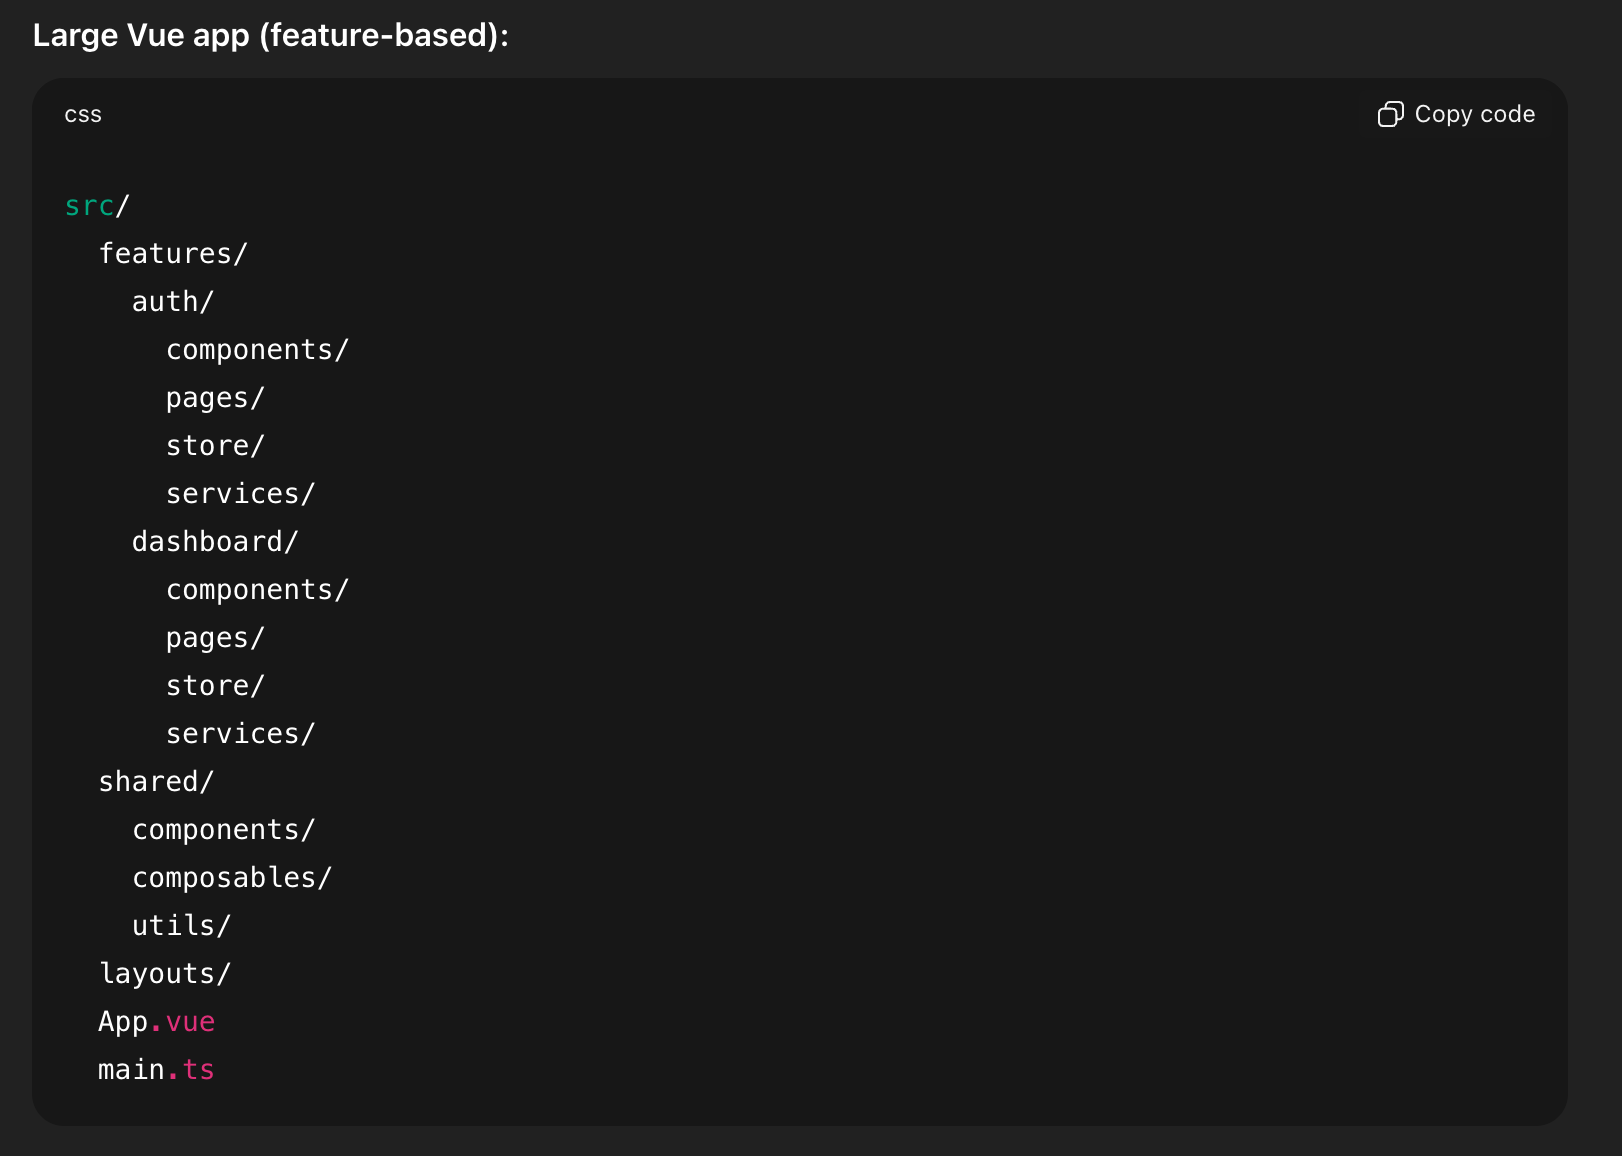 Large Vue app (feature-based):
css
Copy code
src/
  features/
    auth/
      components/
      pages/
      store/
      services/
    dashboard/
      components/
      pages/
      store/
      services/
  shared/
    components/
    composables/
    utils/
  layouts/
  App.vue
  main.ts